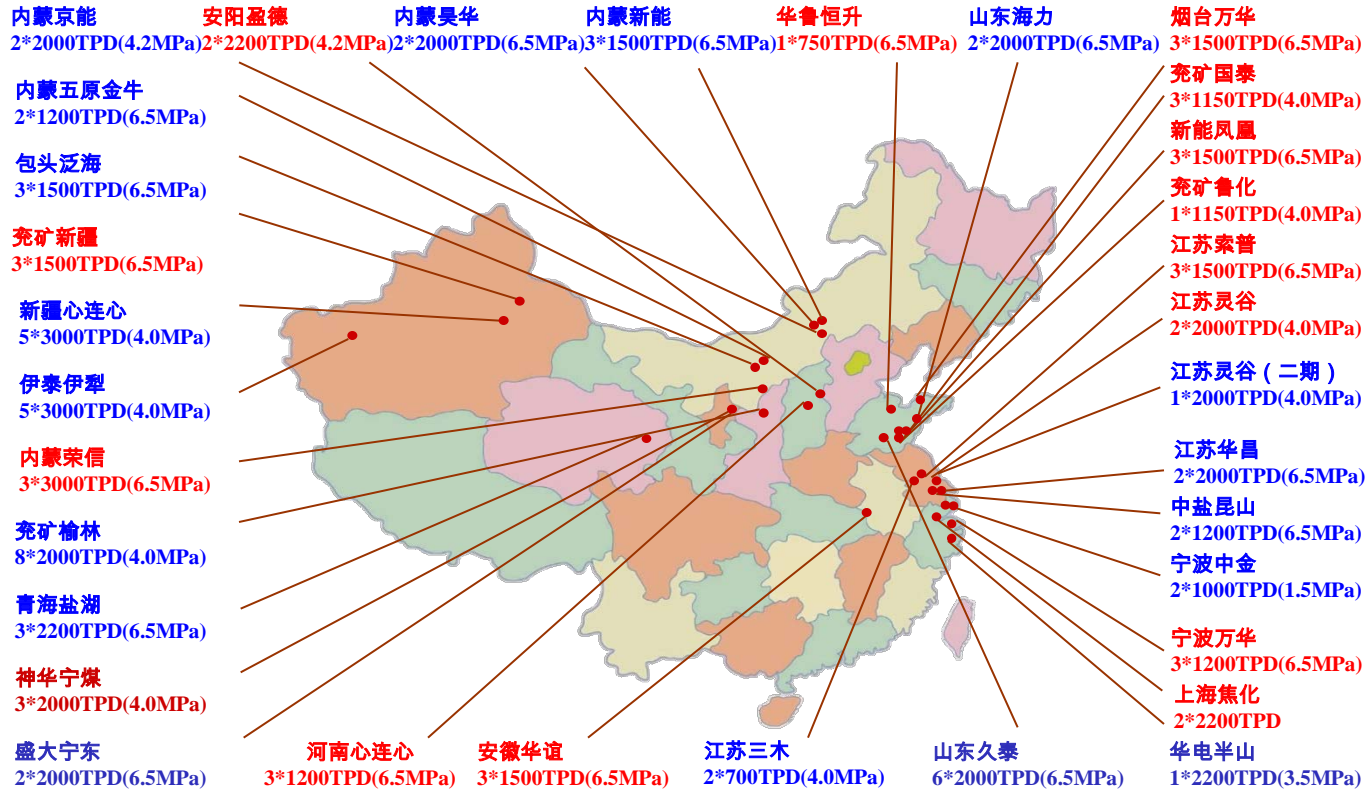 内蒙京能
2*2000TPD(4.2MPa)
安阳盈德
2*2200TPD(4.2MPa)
内蒙昊华
2*2000TPD(6.5MPa)
内蒙新能
3*1500TPD(6.5MPa)
华鲁恒升
1*750TPD(6.5MPa)
山东海力
2*2000TPD(6.5MPa)
烟台万华
3*1500TPD(6.5MPa)
内蒙五原金牛
2*1200TPD(6.5MPa)
包头泛海
3*1500TPD(6.5MPa)
兖矿新疆
3*1500TPD(6.5MPa)
新疆心连心
5*3000TPD(4.0MPa)
伊泰伊犁
5*3000TPD(4.0MPa)
内蒙荣信
3*3000TPD(6.5MPa)
兖矿榆林
8*2000TPD(4.0MPa)
青海盐湖
3*2200TPD(6.5MPa)
神华宁煤
3*2000TPD(4.0MPa)
盛大宁东
2*2000TPD(6.5MPa)
兖矿国泰
3*1150TPD(4.0MPa)
新能凤凰
3*1500TPD(6.5MPa)
兖矿鲁化
1*1150TPD(4.0MPa)
江苏索普
3*1500TPD(6.5MPa)
江苏灵谷
2*2000TPD(4.0MPa)
江苏灵谷（二期）
1*2000TPD(4.0MPa)
江苏华昌
2*2000TPD(6.5MPa)
中盐昆山
2*1200TPD(6.5MPa)
宁波中金
2*1000TPD(1.5MPa)
宁波万华
3*1200TPD(6.5MPa)
上海焦化
2*2200TPD
河南心连心
3*1200TPD(6.5MPa)
安徽华谊
3*1500TPD(6.5MPa)
江苏三木
2*700TPD(4.0MPa)
山东久泰
6*2000TPD(6.5MPa)
华电半山
1*2200TPD(3.5MPa)